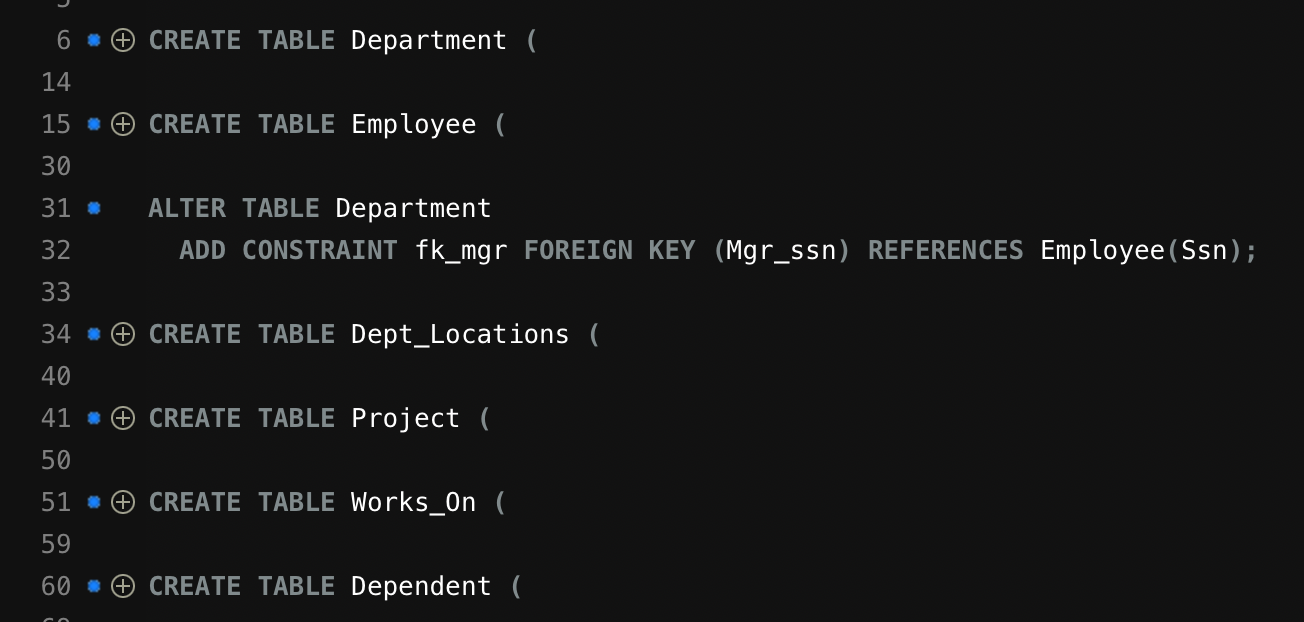 6 CREATE TABLE Department (
14
15 CREATE TABLE Employee (
30
31 ALTER TABLE Department
32 ADD CONSTRAINT fk_mgr FOREIGN KEY (Mgr_ssn) REFERENCES Employee(Ssn);
33
34 CREATE TABLE Dept_Locations (
40
41 CREATE TABLE Project (
50
51 CREATE TABLE Works_On (
59
60 CREATE TABLE Dependent (